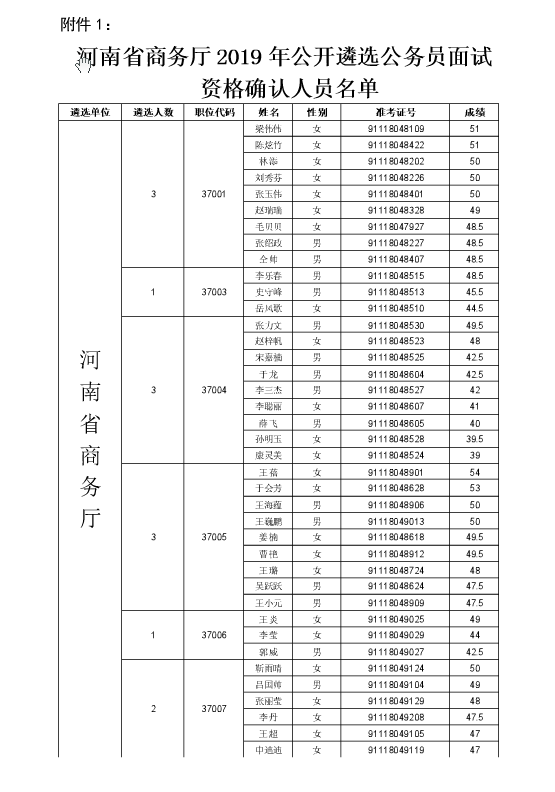 附件 1：
河南省商务厅 2019 年公开遴选公务员面试
资格确认人员名单
遴选单位 遴选人数 职位代码 姓名 性别 准考证号 成绩
河南省商务厅
3 37001
梁伟伟 女 91118048109 51
陈炫竹 女 91118048422 51
林添 女 91118048202 50
刘秀芬 女 91118048226 50
张玉伟 女 91118048401 50
赵瑞瑞 女 91118048328 49
毛贝贝 女 91118047927 48.5
张绍政 男 91118048227 48.5
仝帅 男 91118048407 48.5
1 37003
李乐春 男 91118048515 48.5
史守峰 男 91118048513 45.5
岳凤歌 女 91118048510 44.5
3 37004
张力文 男 91118048530 49.5
赵梓帆 女 91118048523 48
宋嘉楠 男 91118048525 42.5
于龙 男 91118048604 42.5
李三杰 男 91118048527 42
李聪丽 女 91118048607 41
薛飞 男 91118048605 40
孙明玉 女 91118048528 39.5
康灵美 女 91118048524 39
3 37005
王蓓 女 91118048901 54
于会芳 女 91118048628 53
王海蕴 男 91118048906 50
王巍鹏 男 91118049013 50
姜楠 女 91118048618 49.5
曹艳 女 91118048912 49.5
王璐 女 91118048724 48
吴跃跃 男 91118048624 47.5
王小元 男 91118048909 47.5
1 37006
王炎 女 91118049025 49
李莹 女 91118049029 44
郭威 男 91118049027 42.5
2 37007
靳雨晴 女 91118049124 50
吕国帅 男 91118049104 49
张丽莹 女 91118049129 48
李丹 女 91118049208 47.5
王超 女 91118049105 47
申迪迪 女 91118049119 47